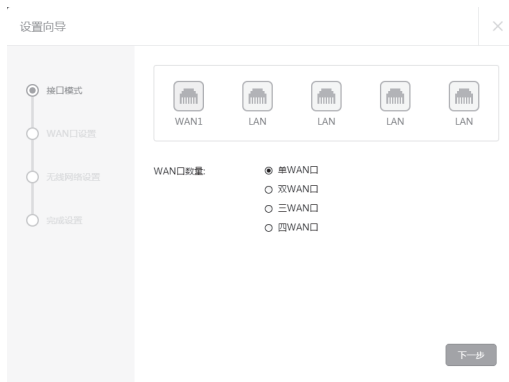 设置向导
接口模式
WAN口设置
无线网络设置
完成设置
WAN1 LAN LAN LAN LAN
WAN口数量: 单WAN口
双WAN口
三WAN口
四WAN口
下一步